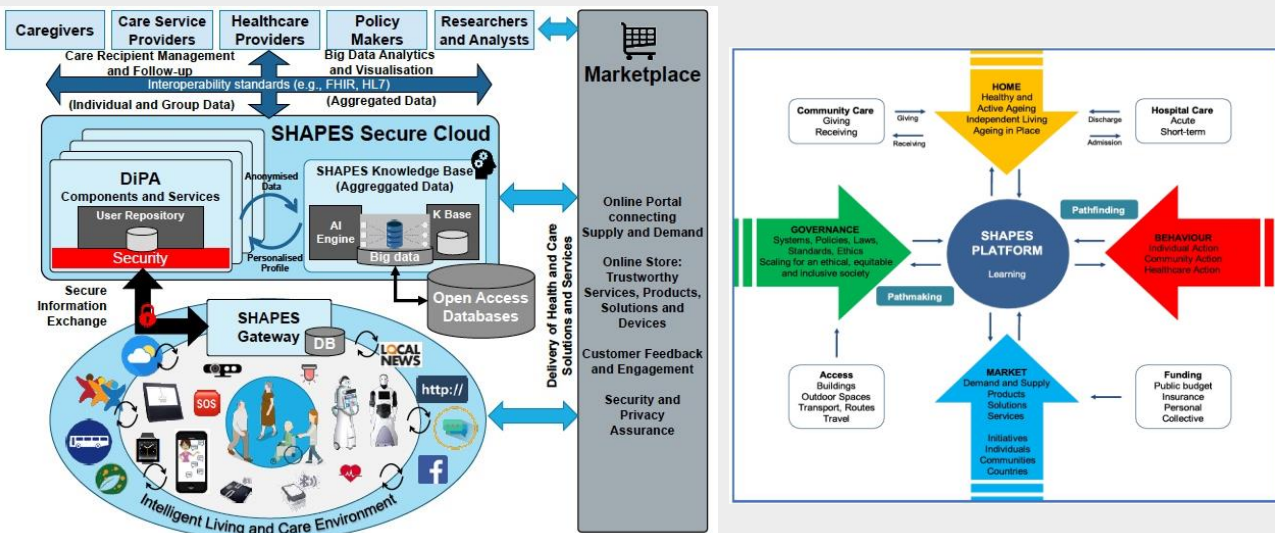 Caregivers
Care Service
Providers
Healthcare
Providers
Policy
Makers
Researchers
and Analysts
Care Recipient Management
and Follow-up
Big Data Analytics
and Visualisation
Interoperability standards (e.g., FHIR, HL7)
(Individual and Group Data)
(Aggregated Data)
SHAPES Secure Cloud
DiPA
Components and Services
User Repository
Security
Anonymised
Data
Personalised
Profile
SHAPES Knowledge Base
(Aggreggated Data)
AI
Engine
K Base
Big data
Secure
Information
Exchange
Open Access
Databases
SHAPES
Gateway
DB
LOCAL
NEWS
SOS
http://
Intelligent Living and Care Environment
Delivery of Health and Care
Solutions and Services
Marketplace
Online Portal
connecting
Supply and Demand
Online Store:
Trustworthy
Services, Products,
Solutions and
Devices
Customer Feedback
and Engagement
Security and
Privacy
Assurance
HOME
Healthy and
Active Ageing
Independent Living
Ageing in Place
Community Care
Giving
Receiving
Giving
Receiving
Discharge
Admission
Hospital Care
Acute
Short-term
GOVERNANCE
Systems, Policies, Laws,
Standards, Ethics
Scaling for an ethical, equitable
and inclusive society
SHAPES
PLATFORM
Learning
Pathfinding
BEHAVIOUR
Individual Action
Community Action
Healthcare Action
Pathmaking
Access
Buildings
Outdoor Spaces
Transport, Routes
Travel
MARKET
Demand and Supply
Products
Solutions
Services
Initiatives
Individuals
Communities
Countries
Funding
Public budget
Insurance
Personal
Collective